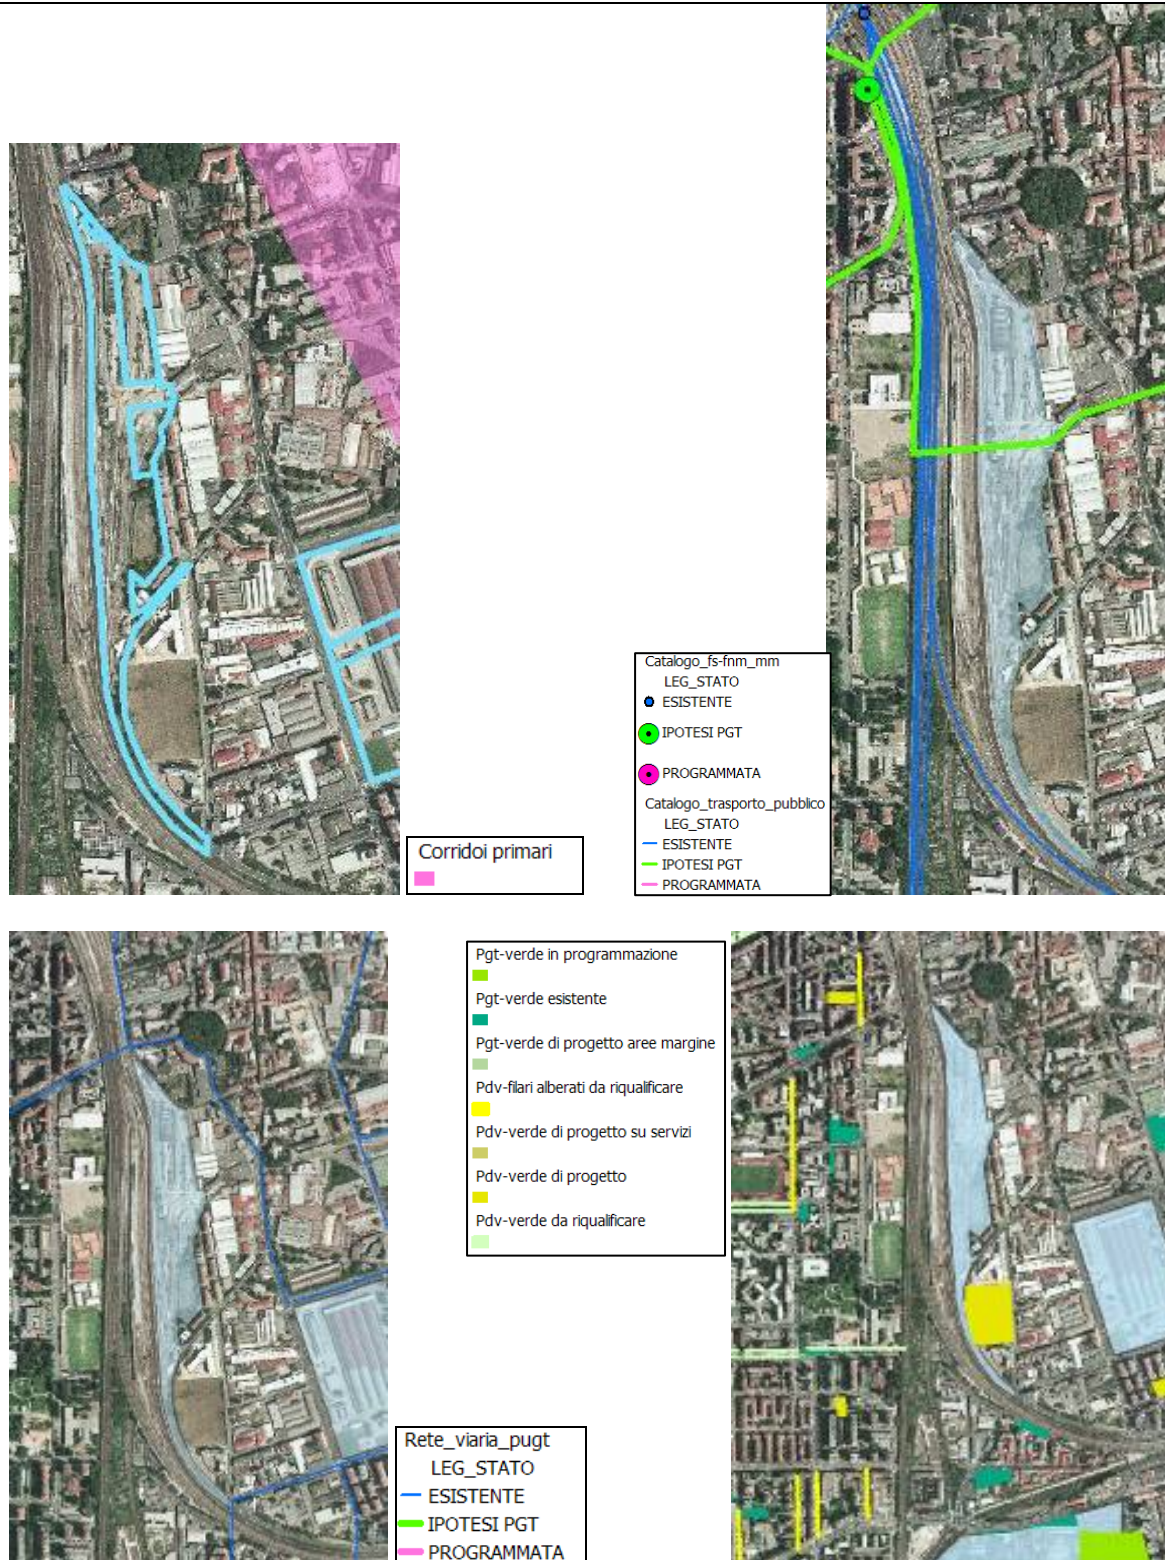 Corridoi primari
Catalogo_fs-fnm_mm
LEG_STATO
ESISTENTE
IPOTESI PGT
PROGRAMMATA
Catalogo_trasporto_pubblico
LEG_STATO
ESISTENTE
IPOTESI PGT
PROGRAMMATA
Pgt-verde in programmazione
Pgt-verde esistente
Pgt-verde di progetto aree margine
Pdv-filari alberati da riqualificare
Pdv-verde di progetto su servizi
Pdv-verde di progetto
Pdv-verde da riqualificare
Rete_viaria_pugt
LEG_STATO
ESISTENTE
IPOTESI PGT
PROGRAMMATA